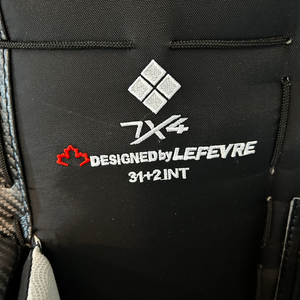 7X4
DESIGNED by LEFEVRE
31+2 INT